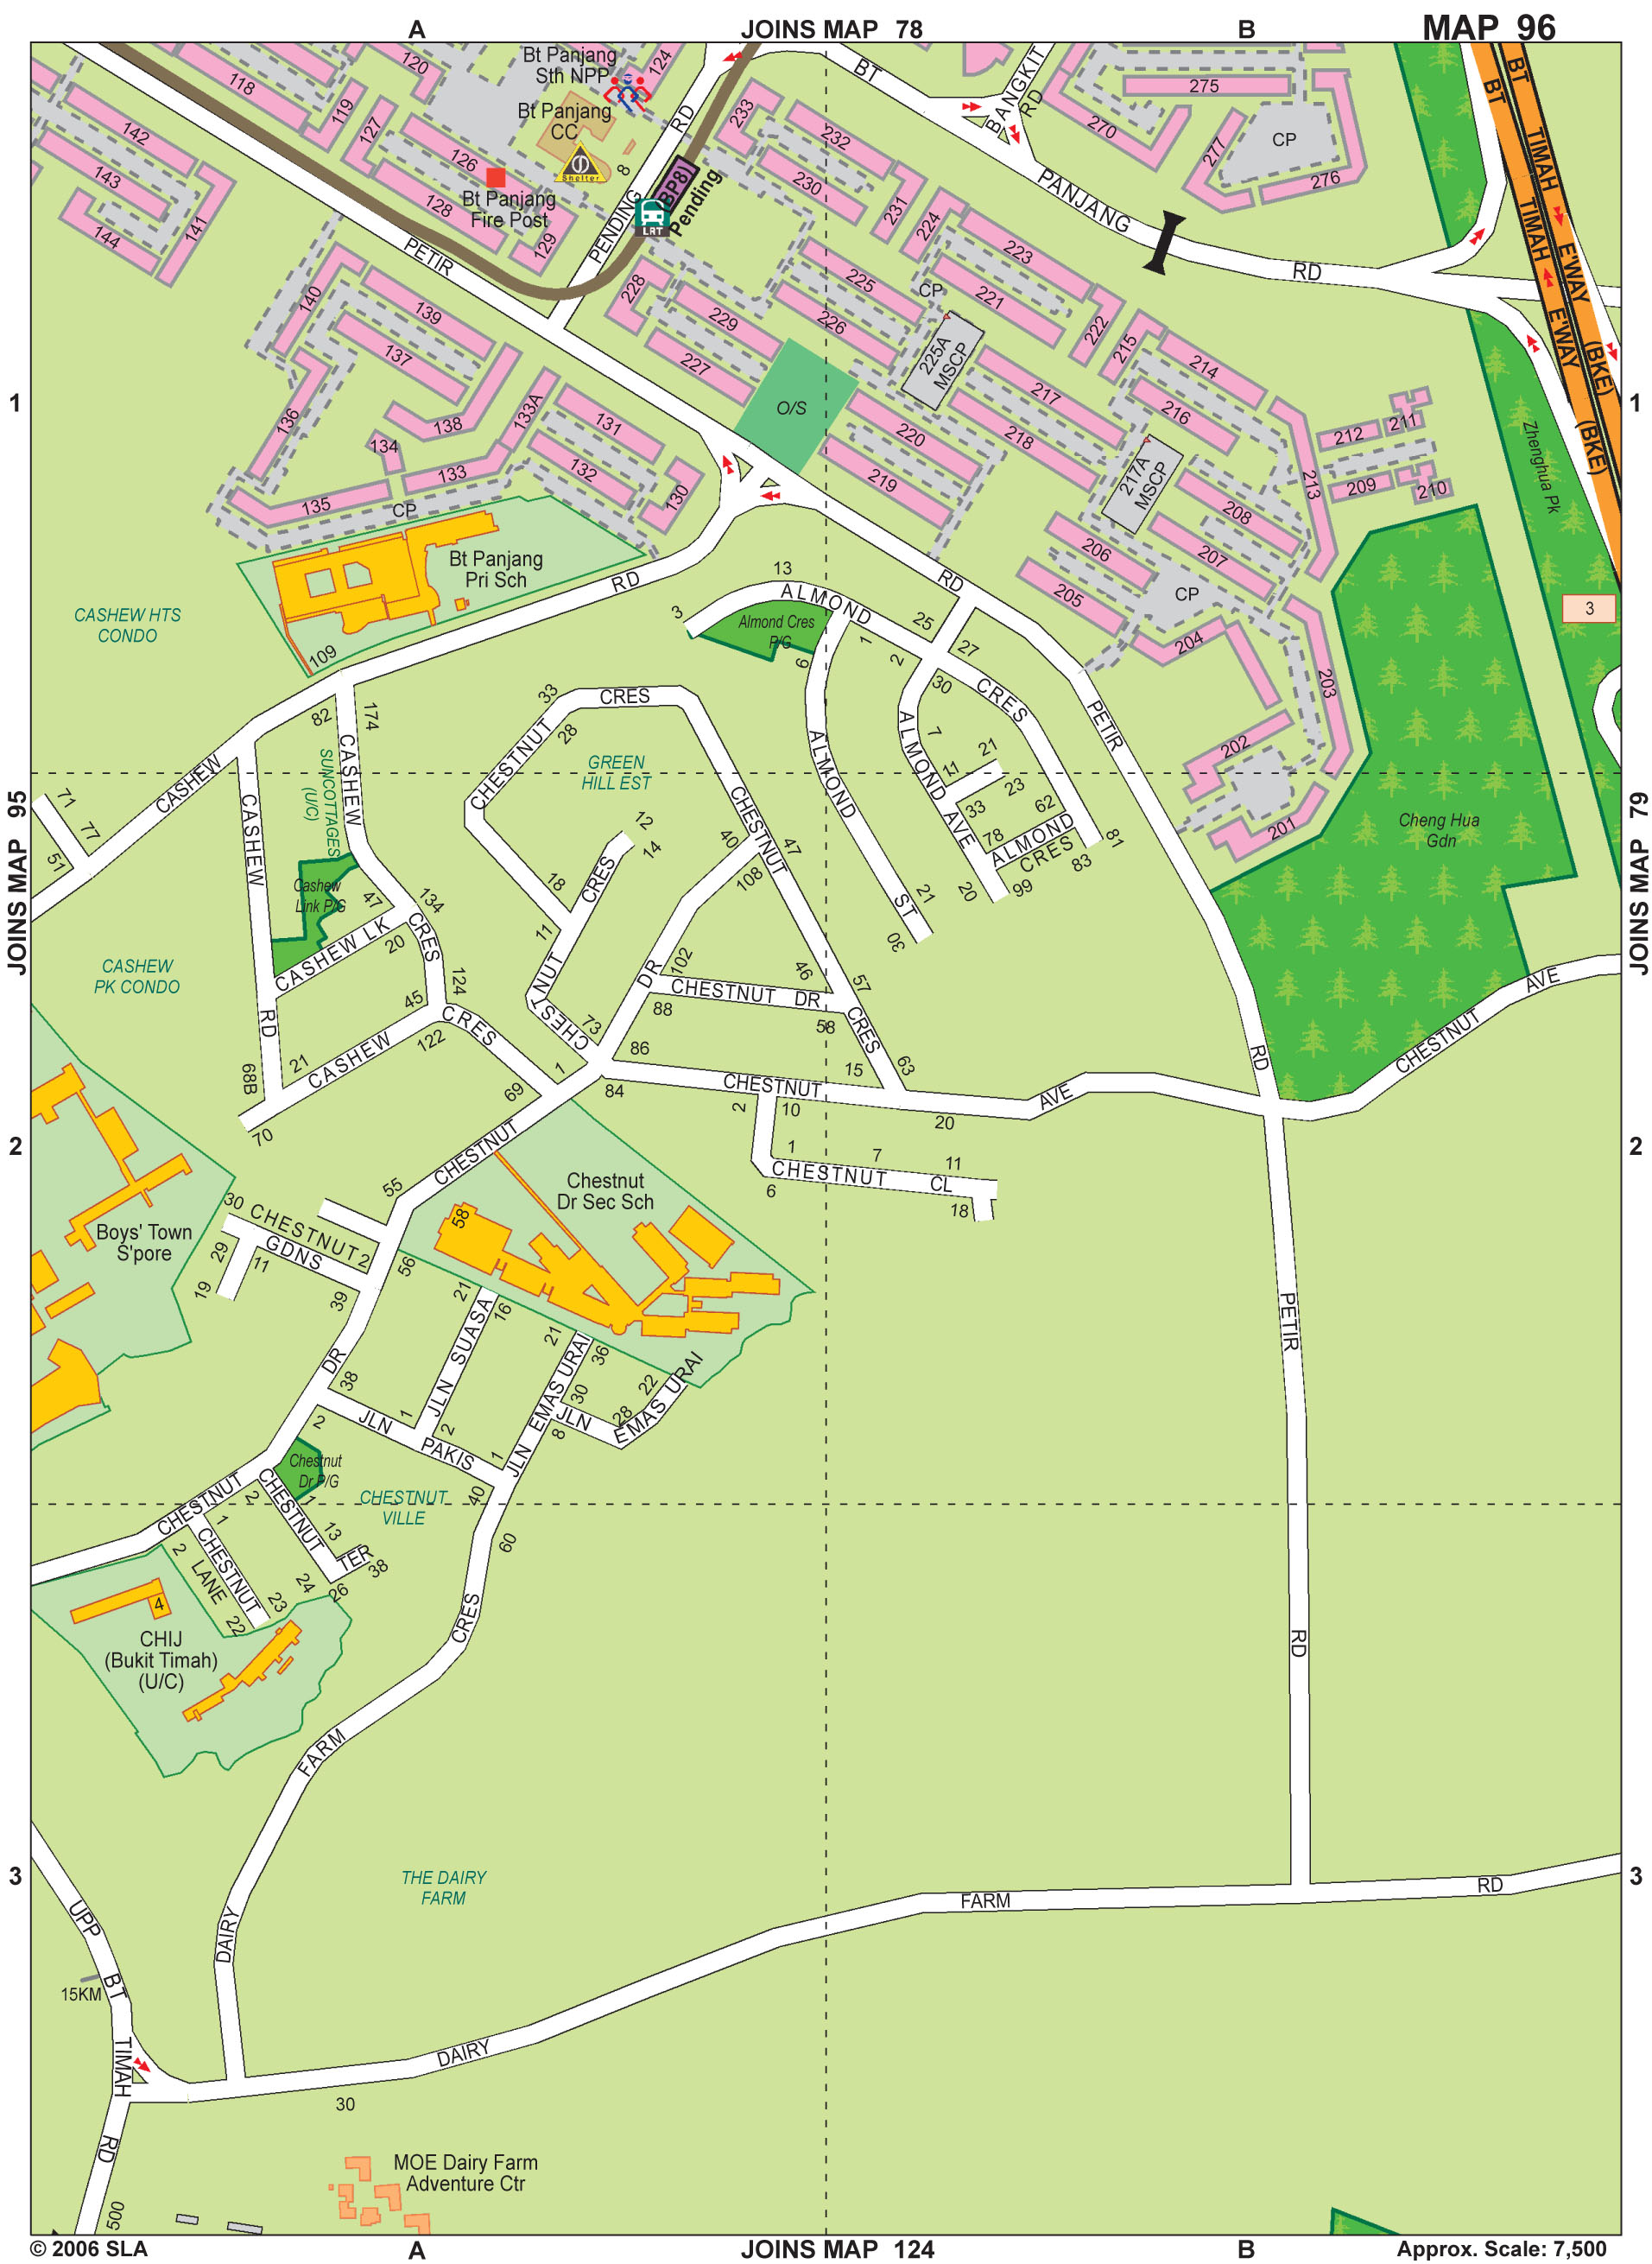 A
JOINS MAP 78
B
MAP 96
118
119
120
127
124
Bt Panjang
Sth NPP
Bt Panjang
CC
Shelter
8
142
143
144
141
126
128
129
Bt Panjang
Fire Post
PETIR
PENDING
RD
(BP8)
Pending
LRT
233
232
230
231
224
223
BT
PANJANG
RD
BANGKIT
RD
275
270
277
CP
276
BT
TIMAH
E'WAY
(BKE)
BT
TIMAH
E'WAY
(BKE)
140
139
137
136
138
134
133A
133
135
CP
131
132
130
228
229
227
225
226
CP
221
222
225A
MSCP
215
214
216
217
218
217A
MSCP
220
219
O/S
212
211
209
210
213
208
207
206
205
CP
204
203
202
201
Zhenghua Pk
3
1
1
Bt Panjang
Pri Sch
109
RD
CASHEW HTS
CONDO
3
13
ALMOND
Almond Cres
P/G
6
1
2
25
27
30
CRES
RD
PETIR
82
174
CASHEW
CASHEW
CASHEW
SUNCOTTAGES
(U/C)
33
28
CRES
CHESTNUT
GREEN
HILL EST
ALMOND
ALMOND
7
11
21
23
33
62
78
AVE
ALMOND
CRES
81
83
99
20
21
30
ST
71
77
51
JOINS MAP 95
JOINS MAP 79
Cheng Hua
Gdn
Cashew
Link P/G
47
134
CASHEW LK
20
CRES
124
45
122
CRES
CASHEW
21
RD
68B
70
69
CASHEW
PK CONDO
12
14
CRES
18
11
CHESTNUT
73
1
CHESTNUT
40
47
108
102
DR
CHESTNUT DR
88
46
57
58
CRES
86
84
15
63
CHESTNUT
AVE
2
10
20
1
7
11
CHESTNUT CL
6
18
RD
CHESTNUT
AVE
2
2
Boys' Town
S'pore
CHESTNUT
55
Chestnut
Dr Sec Sch
58
30
CHESTNUT
GDNS
2
29
11
19
56
39
21
16
JLN SUASA
21
36
JLN EMAS URAI
30
22
28
8
JLN
EMAS URAI
DR
38
2
JLN
PAKIS
1
2
1
40
PETIR
Chestnut
Dr P/G
CHESTNUT
2
1
CHESTNUT
VILLE
CHESTNUT
TER
13
38
24
26
1
2
CHESTNUT
LANE
23
22
60
4
CHIJ
(Bukit Timah)
(U/C)
CRES
FARM
DAIRY
RD
3
3
THE DAIRY
FARM
FARM
RD
UPP
BT
15KM
TIMAH
RD
DAIRY
30
MOE Dairy Farm
Adventure Ctr
500
© 2006 SLA
A
JOINS MAP 124
B
Approx. Scale: 7,500